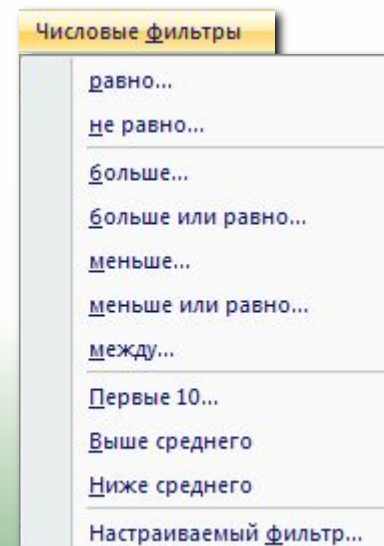 Числовые фильтры
равно...
не равно...
больше...
больше или равно...
меньше...
меньше или равно...
между...
Первые 10...
Выше среднего
Ниже среднего
Настраиваемый фильтр...